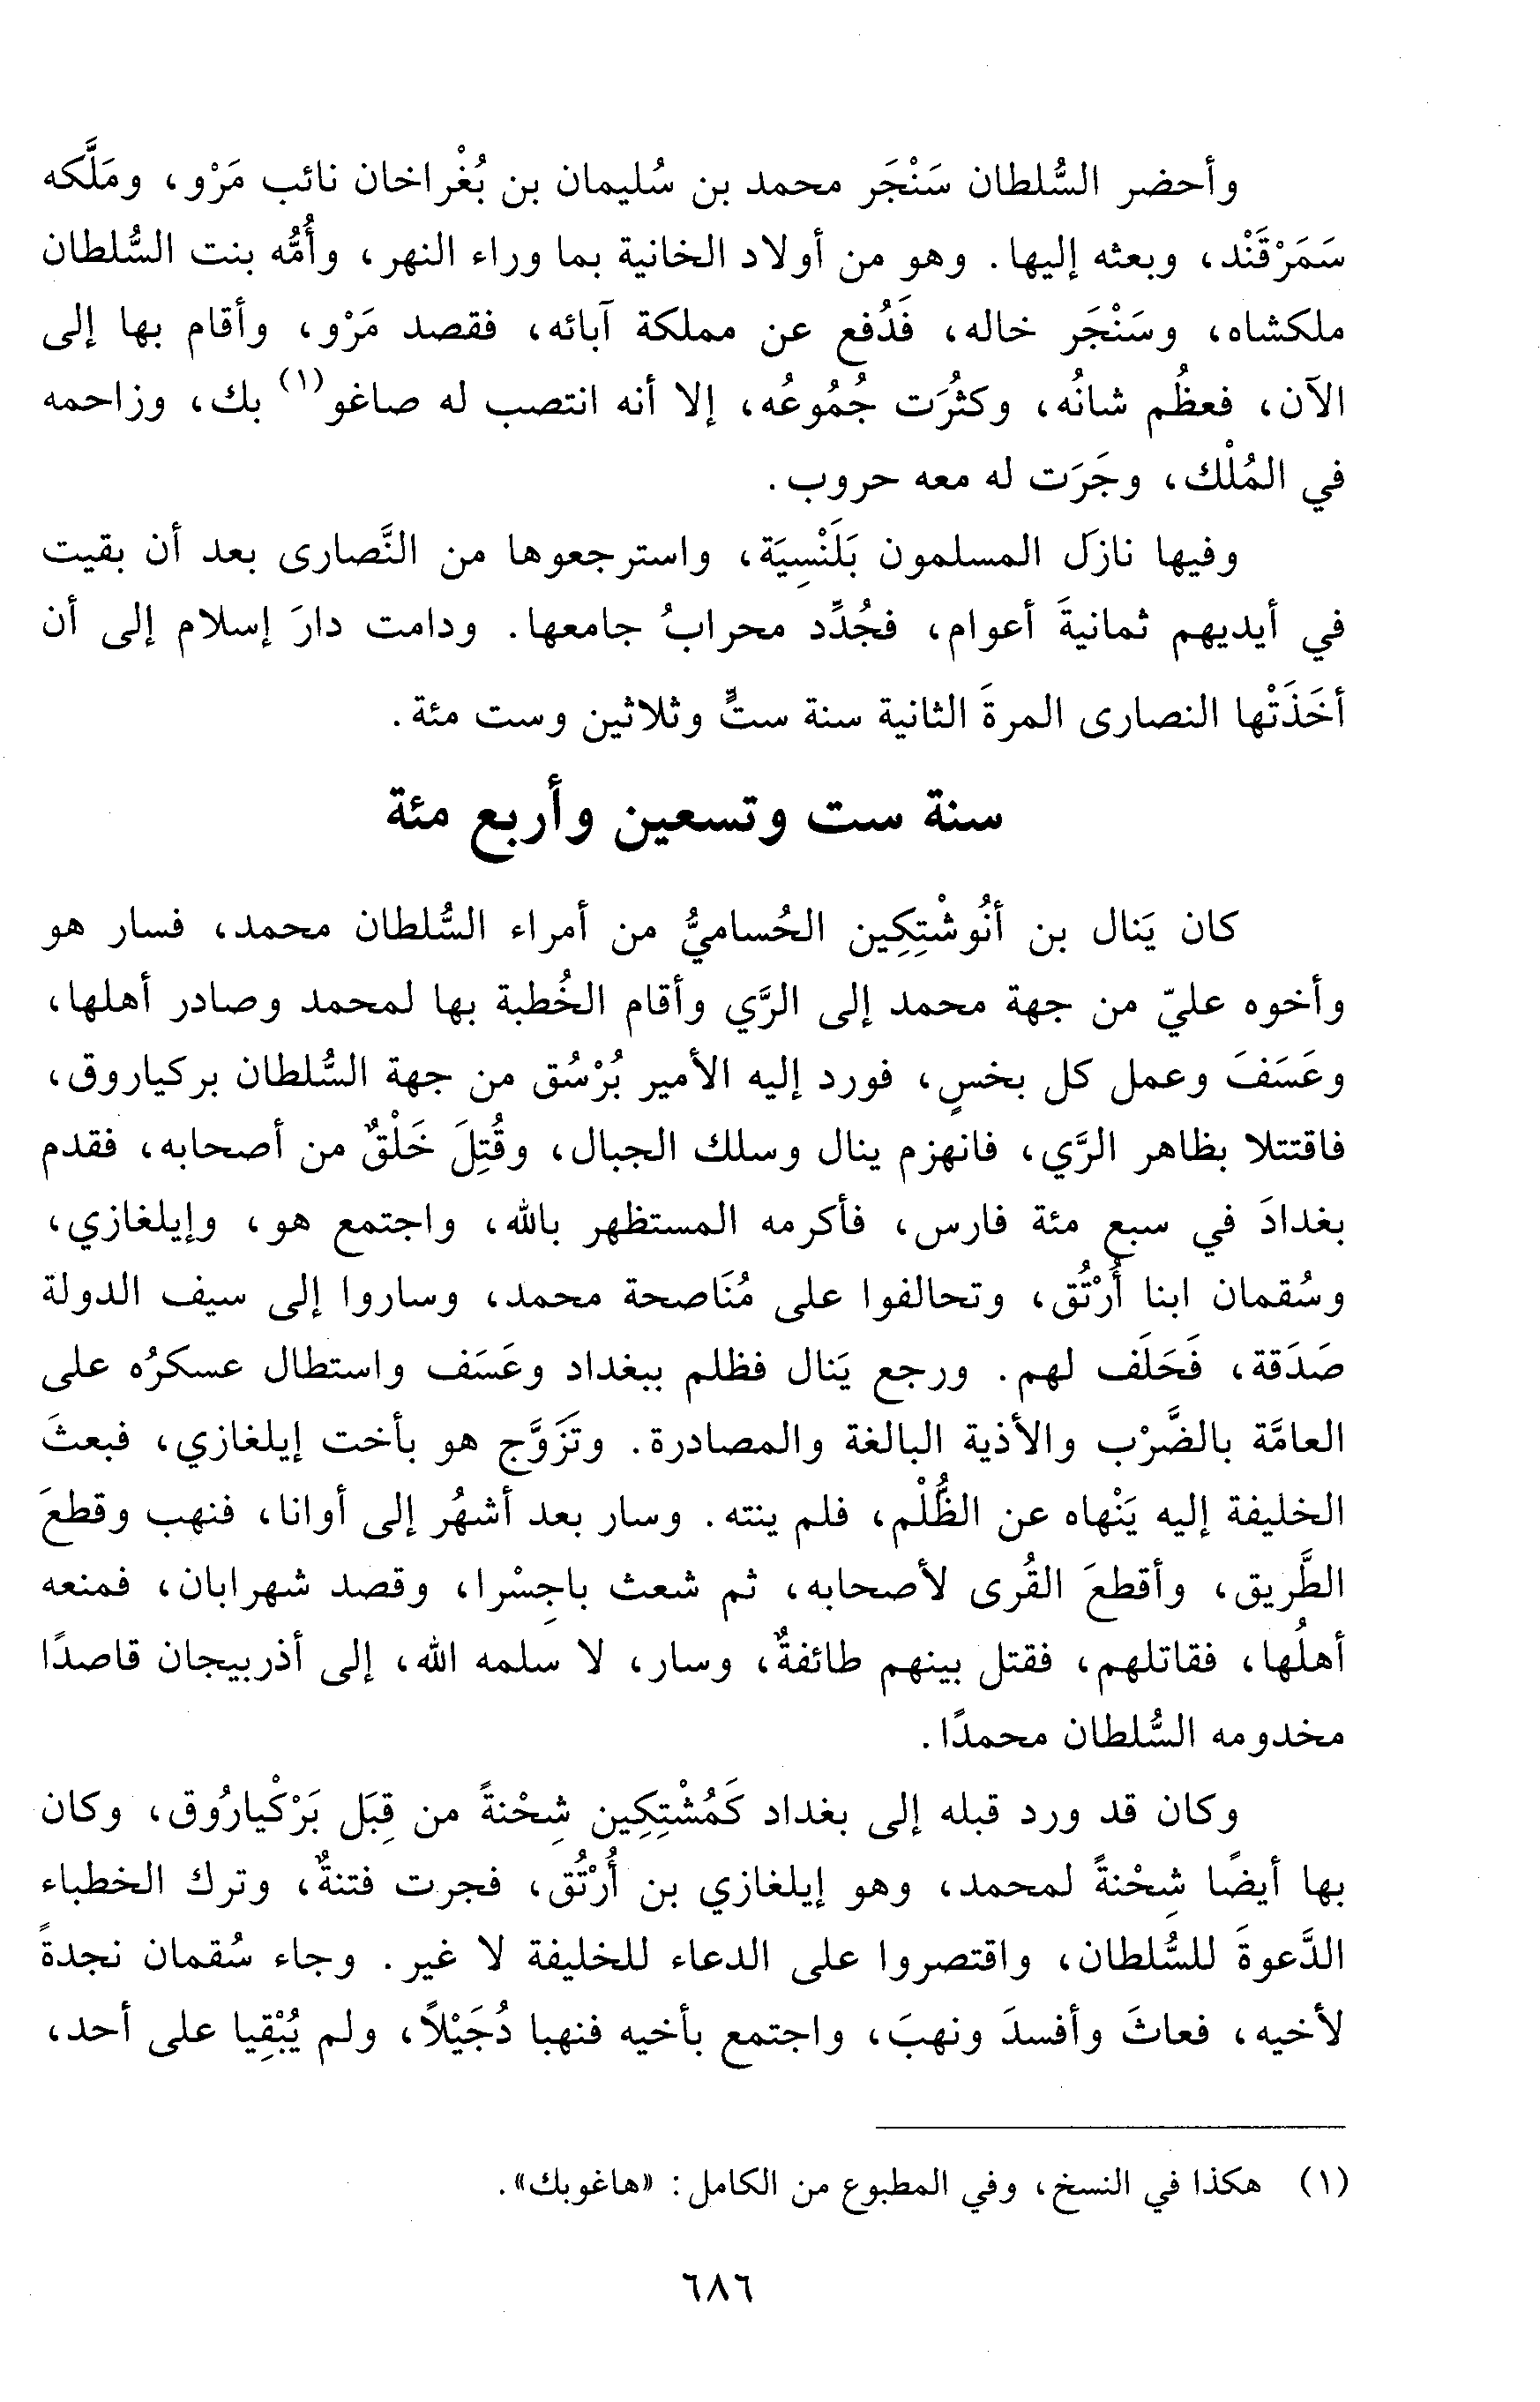 وأحضر السُّلطان سَنْجَر محمد بن سُليمان بن بُغْراخان نائب مَرْو، ومَلَّكه
سَمَرْقَنْد، وبعثه إليها. وهو من أولاد الخانية بما وراء النهر، وأُمُّه بنت السُّلطان
ملكشاه، وسَنْجَر خاله، فَدُفع عن مملكة آبائه، فقصد مَرْو، وأقام بها إلى
الآن، فعظُم شانُه، وكثُرَت جُمُوعُه، إلا أنه انتصب له صاغو(١) بك، وزاحمه
في المُلْك، وجَرَت له معه حروب.
وفيها نازلَ المسلمون بَلَنْسِيَة، واسترجعوها من النَّصارى بعد أن بقيت
في أيديهم ثمانيةَ أعوام، فجُدِّد محرابُ جامعها. ودامت دارَ إسلام إلى أن
أخَذَتْها النصارى المرةَ الثانية سنة ستٍّ وثلاثين وست مئة.
سنة ست وتسعين وأربع مئة
كان يَنال بن أنُوشْتِكِين الحُساميُّ من أمراء السُّلطان محمد، فسار هو
وأخوه عليّ من جهة محمد إلى الرَّي وأقام الخُطبة بها لمحمد وصادر أهلها،
وعَسَفَ وعمل كل بخسٍ، فورد إليه الأمير بُرْسُق من جهة السُّلطان بركياروق،
فاقتتلا بظاهر الرَّي، فانهزم ينال وسلك الجبال، وقُتِلَ خَلْقٌ من أصحابه، فقدم
بغدادَ في سبع مئة فارس، فأكرمه المستظهر بالله، واجتمع هو، وإيلغازي،
وسُقمان ابنا أُرْتُق، وتحالفوا على مُنَاصحة محمد، وساروا إلى سيف الدولة
صَدَقة، فَحَلَف لهم. ورجع يَنال فظلم ببغداد وعَسَف واستطال عسكرُه على
العامَّة بالضَّرْب والأذية البالغة والمصادرة. وتَزَوَّج هو بأخت إيلغازي، فبعثَ
الخليفة إليه يَنْهاه عن الظُّلْم، فلم ينته. وسار بعد أشهُر إلى أوانا، فنهب وقطعَ
الطَّريق، وأقطعَ القُرى لأصحابه، ثم شعث باجِسْرا، وقصد شهرابان، فمنعه
أهلُها، فقاتلهم، فقتل بينهم طائفةٌ، وسار، لا سلمه الله، إلى أذربيجان قاصدًا
مخدومه السُّلطان محمدًا.
وكان قد ورد قبله إلى بغداد كَمُشْتِكِين شِحْنةً من قِبَل بَرْكْيارُوق، وكان
بها أيضًا شِحْنةً لمحمد، وهو إيلغازي بن أُرْتُق، فجرت فتنةٌ، وترك الخطباء
الدَّعوةَ للسُّلطان، واقتصروا على الدعاء للخليفة لا غير. وجاء سُقمان نجدةً
لأخيه، فعاثَ وأفسدَ ونهبَ، واجتمع بأخيه فنهبا دُجَيْلاً، ولم يُبْقِيا على أحد،
(١) هكذا في النسخ، وفي المطبوع من الكامل: «هاغوبك».
٦٨٦